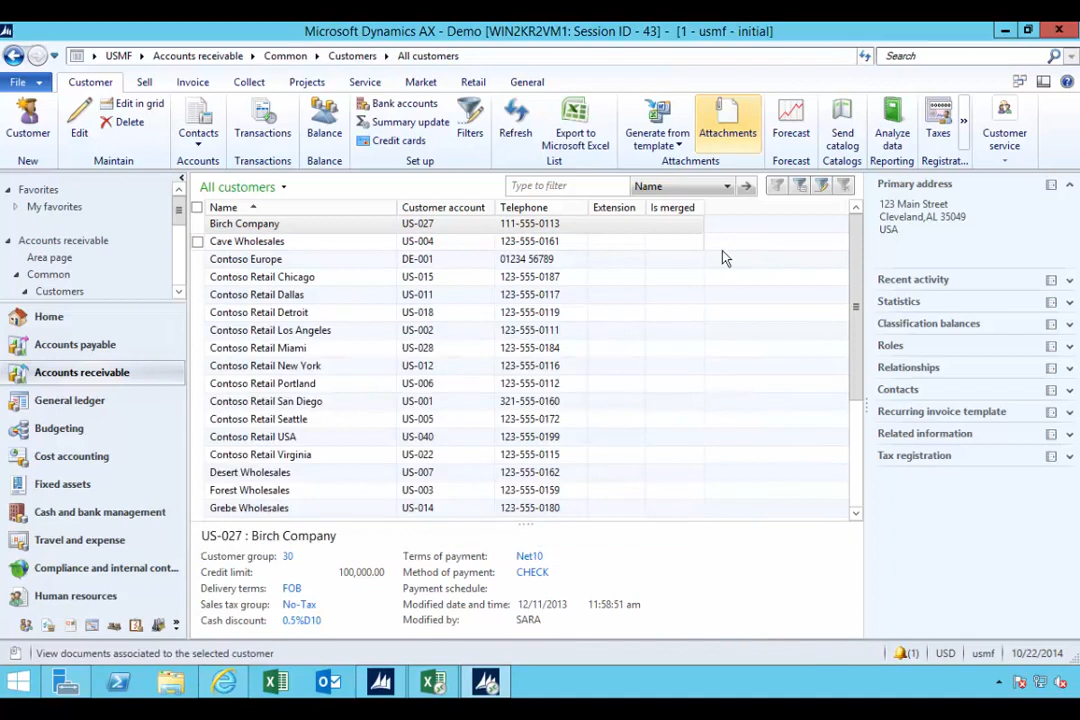 Microsoft Dynamics AX - Demo [WIN2KR2VM1: Session ID - 43] - [1 - usmf - initial]
USMF Accounts receivable Common Customers All customers Search
File Customer Sell Invoice Collect Projects Service Market Retail General
Customer
New
Edit
Edit in grid
Delete
Maintain
Contacts
Accounts
Transactions
Transactions
Balance
Balance
Bank accounts
Summary update
Credit cards
Filters
Set up
Refresh
Export to
Microsoft Excel
List
Generate from
template
Attachments
Attachments
Forecast
Forecast
Send
catalog
Catalogs
Analyze
data
Reporting
Taxes
Registrat...
Customer
service
Favorites
My favorites
Accounts receivable
Area page
Common
Customers
Home
Accounts payable
Accounts receivable
General ledger
Budgeting
Cost accounting
Fixed assets
Cash and bank management
Travel and expense
Compliance and internal cont...
Human resources
All customers Type to filter Name
Name Customer account Telephone Extension Is merged
Birch Company US-027 111-555-0113
Cave Wholesales US-004 123-555-0161
Contoso Europe DE-001 01234 56789
Contoso Retail Chicago US-015 123-555-0187
Contoso Retail Dallas US-011 123-555-0117
Contoso Retail Detroit US-018 123-555-0119
Contoso Retail Los Angeles US-002 123-555-0111
Contoso Retail Miami US-028 123-555-0184
Contoso Retail New York US-012 123-555-0116
Contoso Retail Portland US-006 123-555-0112
Contoso Retail San Diego US-001 321-555-0160
Contoso Retail Seattle US-005 123-555-0172
Contoso Retail USA US-040 123-555-0199
Contoso Retail Virginia US-022 123-555-0115
Desert Wholesales US-007 123-555-0162
Forest Wholesales US-003 123-555-0159
Grebe Wholesales US-014 123-555-0180
US-027 : Birch Company
Customer group: 30 Terms of payment: Net10
Credit limit: 100,000.00 Method of payment: CHECK
Delivery terms: FOB Payment schedule:
Sales tax group: No-Tax Modified date and time: 12/11/2013 11:58:51 am
Cash discount: 0.5%D10 Modified by: SARA
Primary address
123 Main Street
Cleveland,AL 35049
USA
Recent activity
Statistics
Classification balances
Roles
Relationships
Contacts
Recurring invoice template
Related information
Tax registration
View documents associated to the selected customer (1) USD usmf 10/22/2014